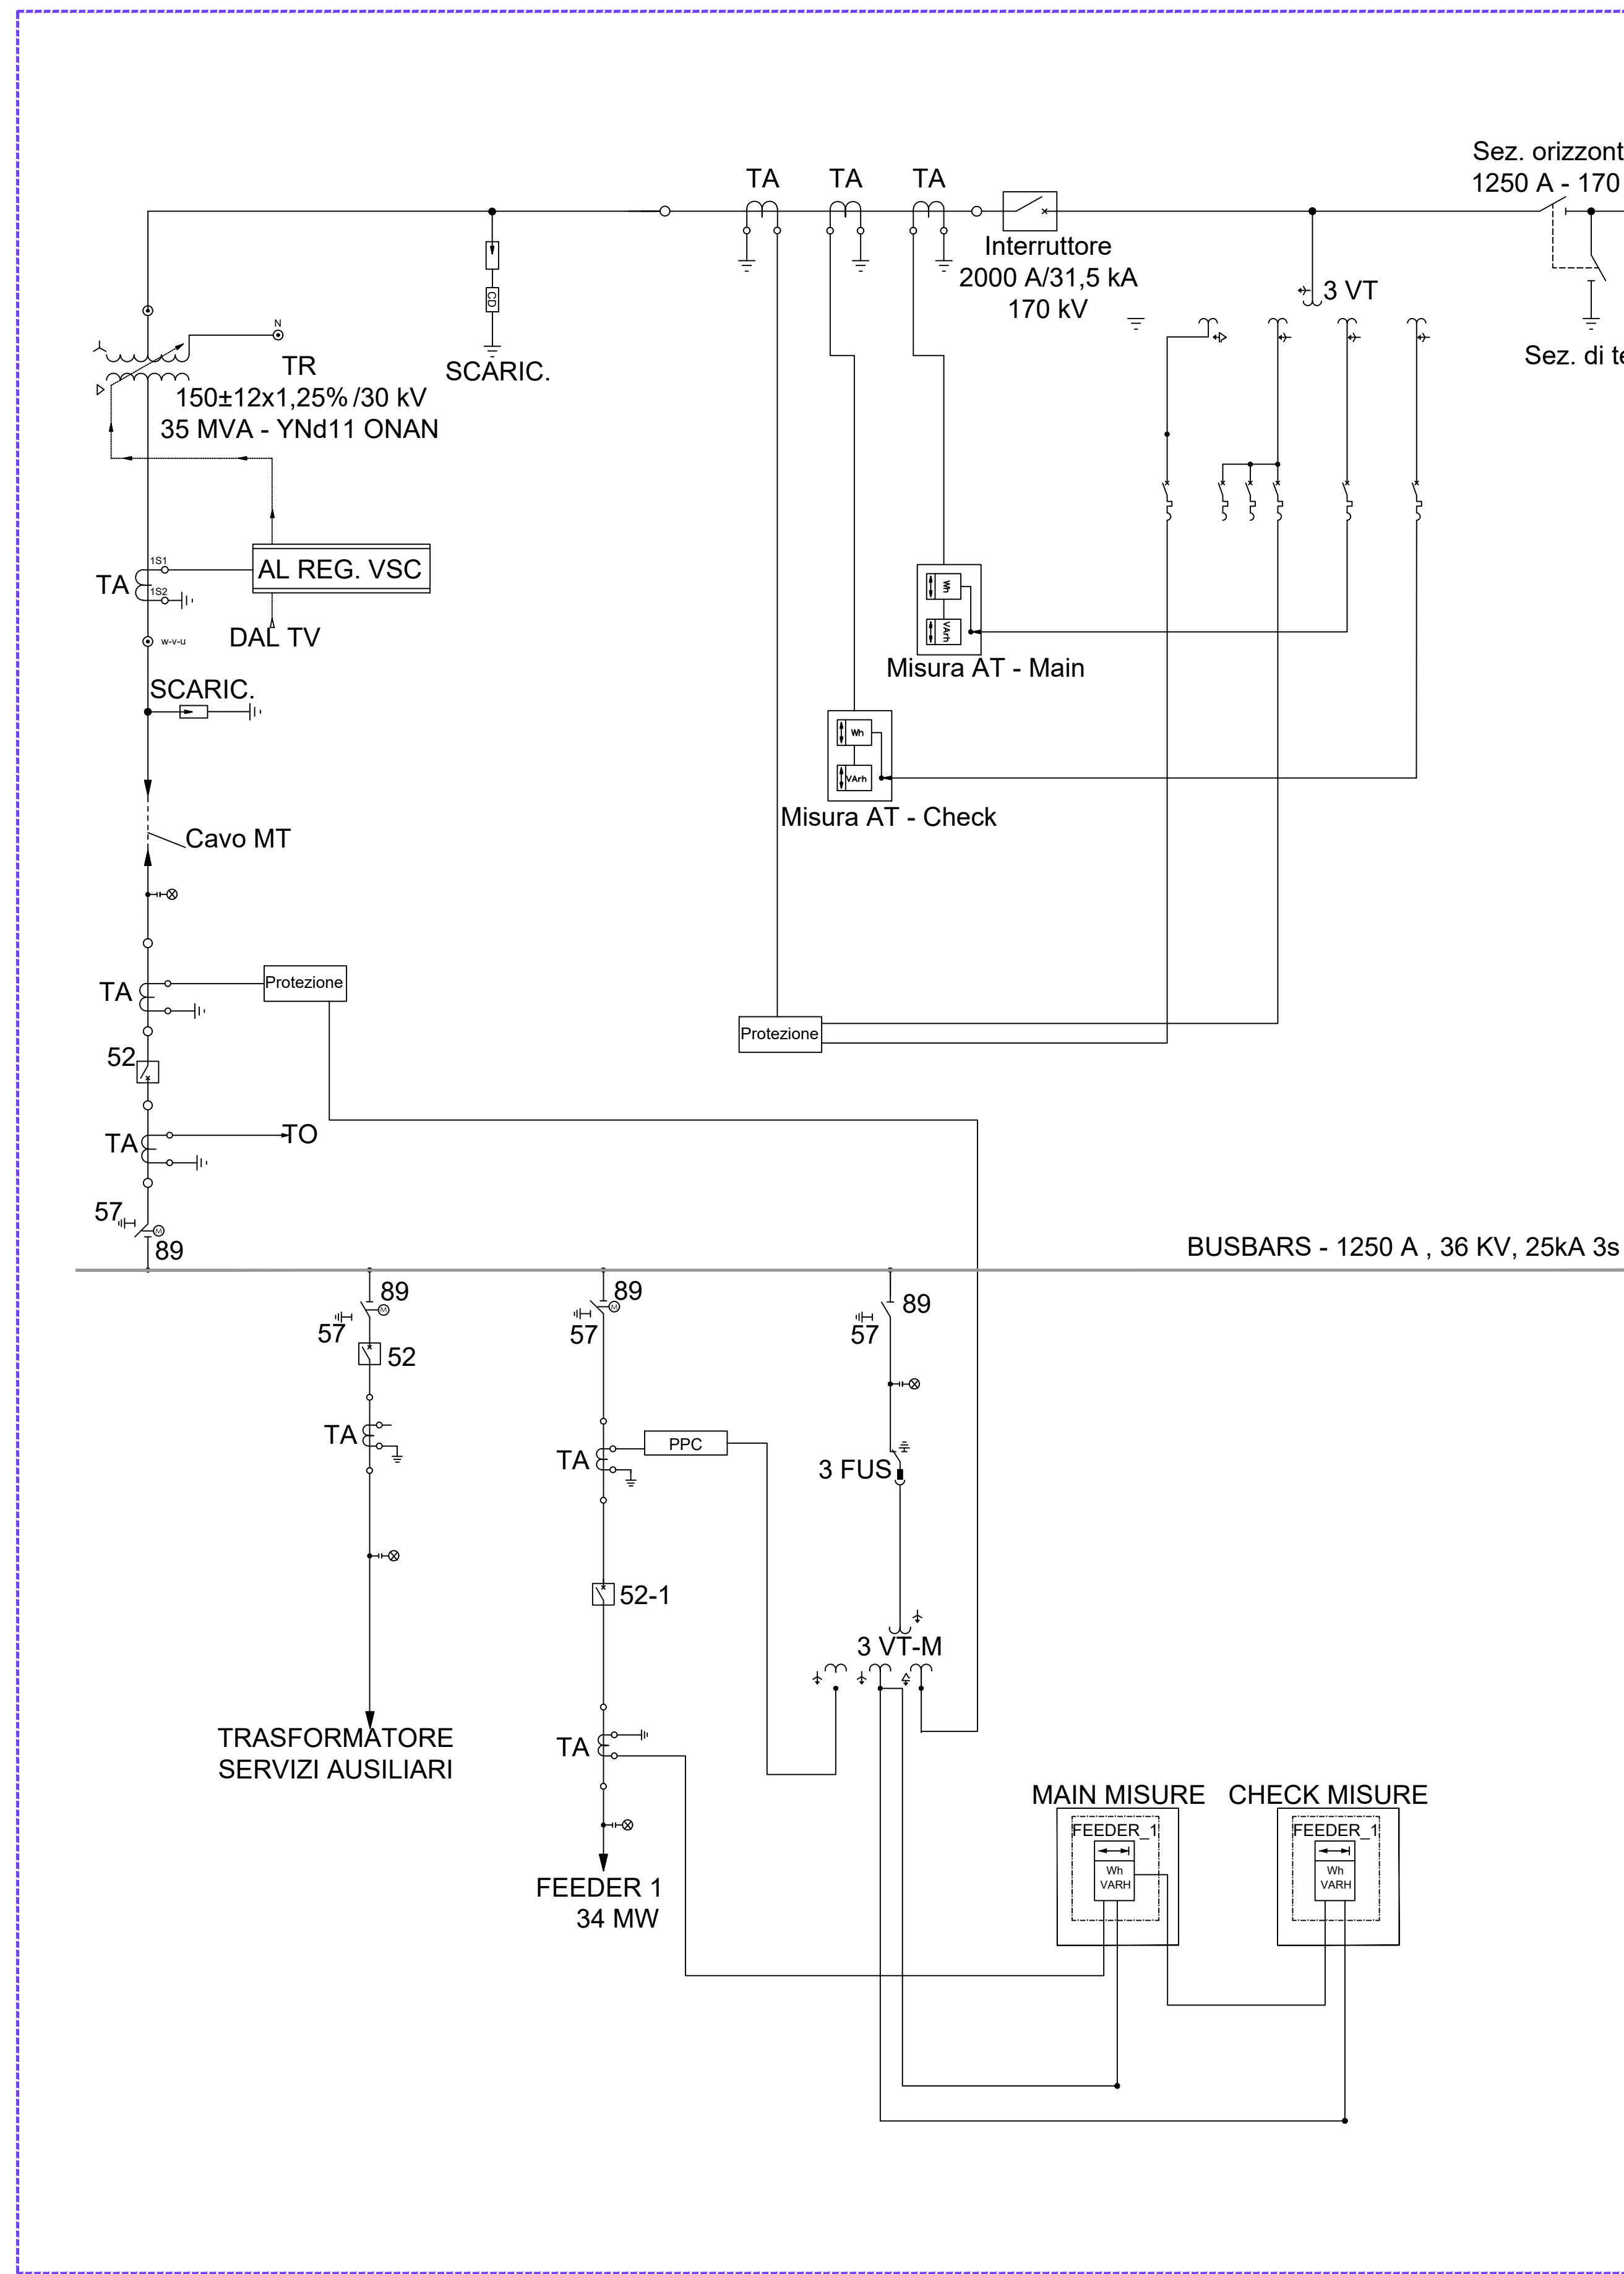 Sez. orizzont
1250 A - 170
TA
TA
TA
Interruttore
2000 A/31,5 kA
170 kV
3 VT
Sez. di te
N
CD
SCARIC.
TR
150±12x1,25% /30 kV
35 MVA - YNd11 ONAN
1S1
AL REG. VSC
TA
1S2
w-v-u
DAL TV
Wh
VArh
Misura AT - Main
SCARIC.
Wh
VArh
Misura AT - Check
Cavo MT
TA
Protezione
Protezione
52
TA
TO
57
M
89
BUSBARS - 1250 A , 36 KV, 25kA 3s
89
M
57
52
TA
89
M
57
89
57
TA
PPC
3 FUS
52-1
3 VT-M
TRASFORMATORE
SERVIZI AUSILIARI
TA
FEEDER 1
34 MW
MAIN MISURE
FEEDER_1
Wh
VARH
CHECK MISURE
FEEDER_1
Wh
VARH